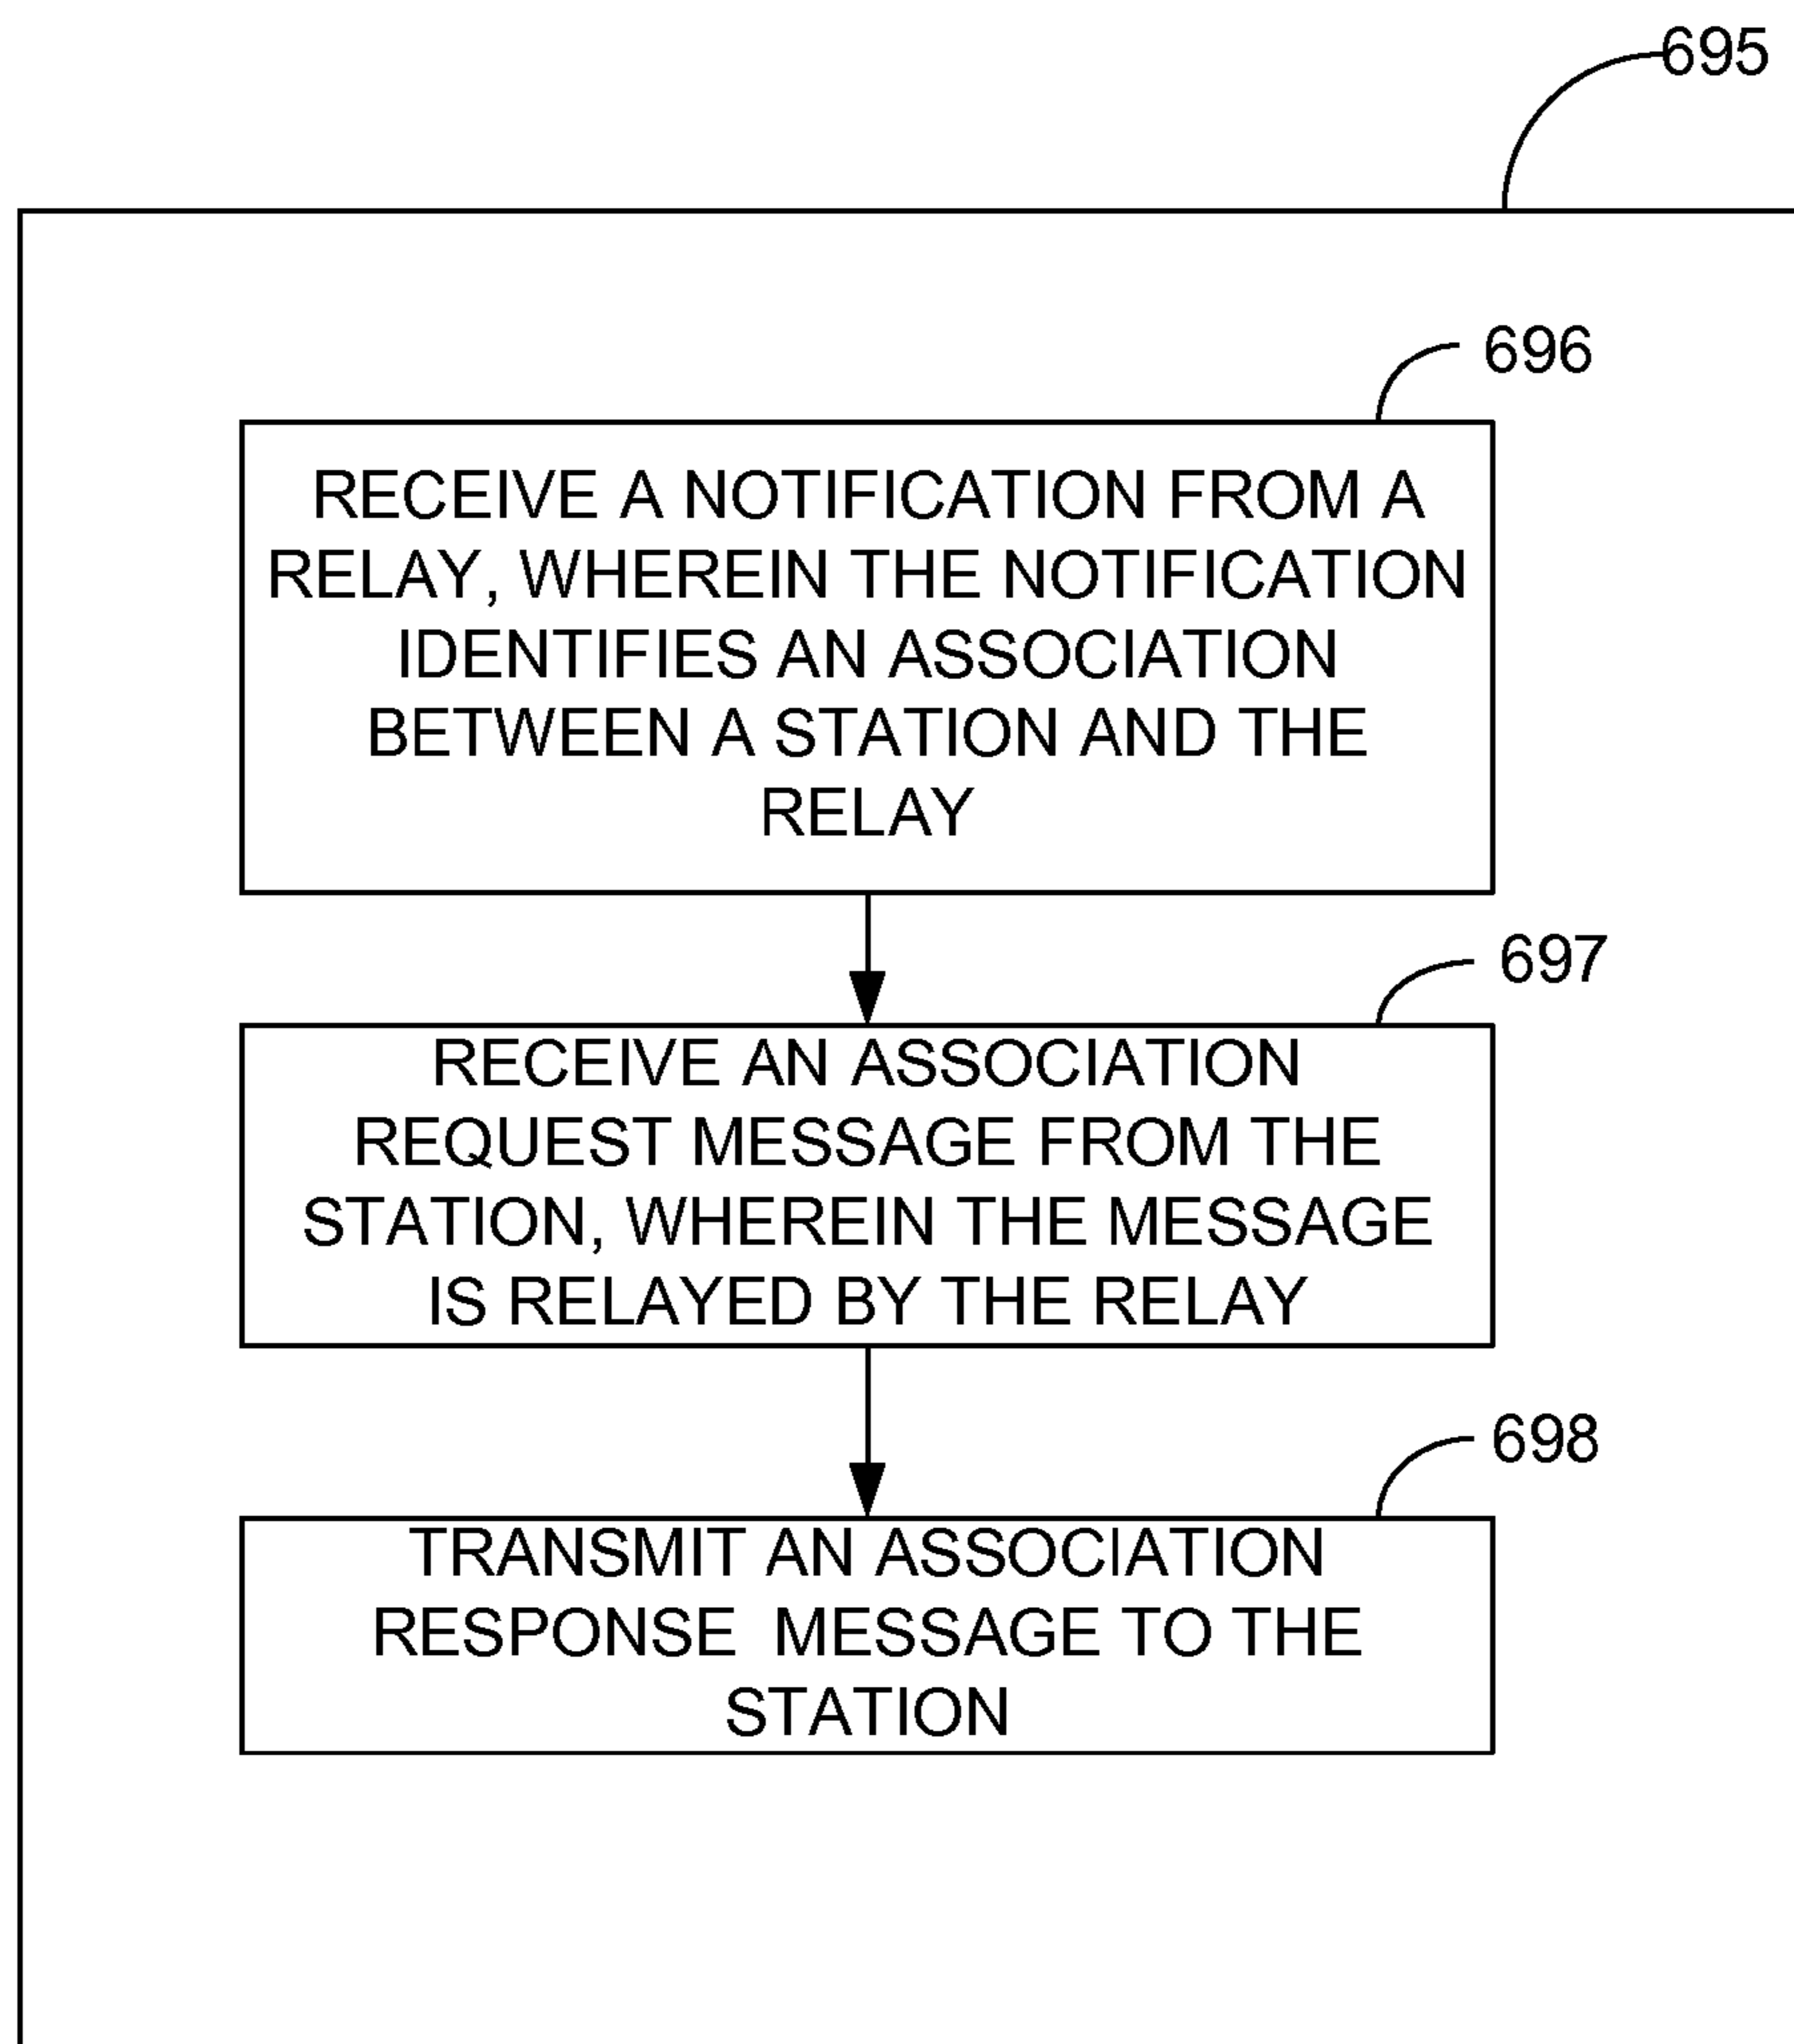 695
696
RECEIVE A NOTIFICATION FROM A
RELAY, WHEREIN THE NOTIFICATION
IDENTIFIES AN ASSOCIATION
BETWEEN A STATION AND THE
RELAY
697
RECEIVE AN ASSOCIATION
REQUEST MESSAGE FROM THE
STATION, WHEREIN THE MESSAGE
IS RELAYED BY THE RELAY
698
TRANSMIT AN ASSOCIATION
RESPONSE MESSAGE TO THE
STATION